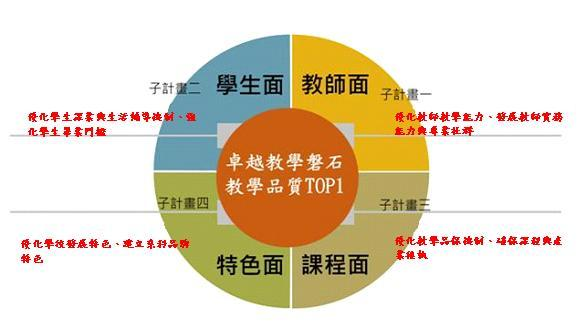 子計畫二 學生面
教師面 子計畫一
優化學生課業與生活輔導機制、強
化學生畢業門檻
優化教師教學能力、發展教師實務
能力與專業社群
卓越教學磐石
教學品質TOP1
子計畫四
子計畫三
優化學校發展特色、建立系科品牌
特色
優化教學品保機制、確保課程與產
業接軌
特色面
課程面